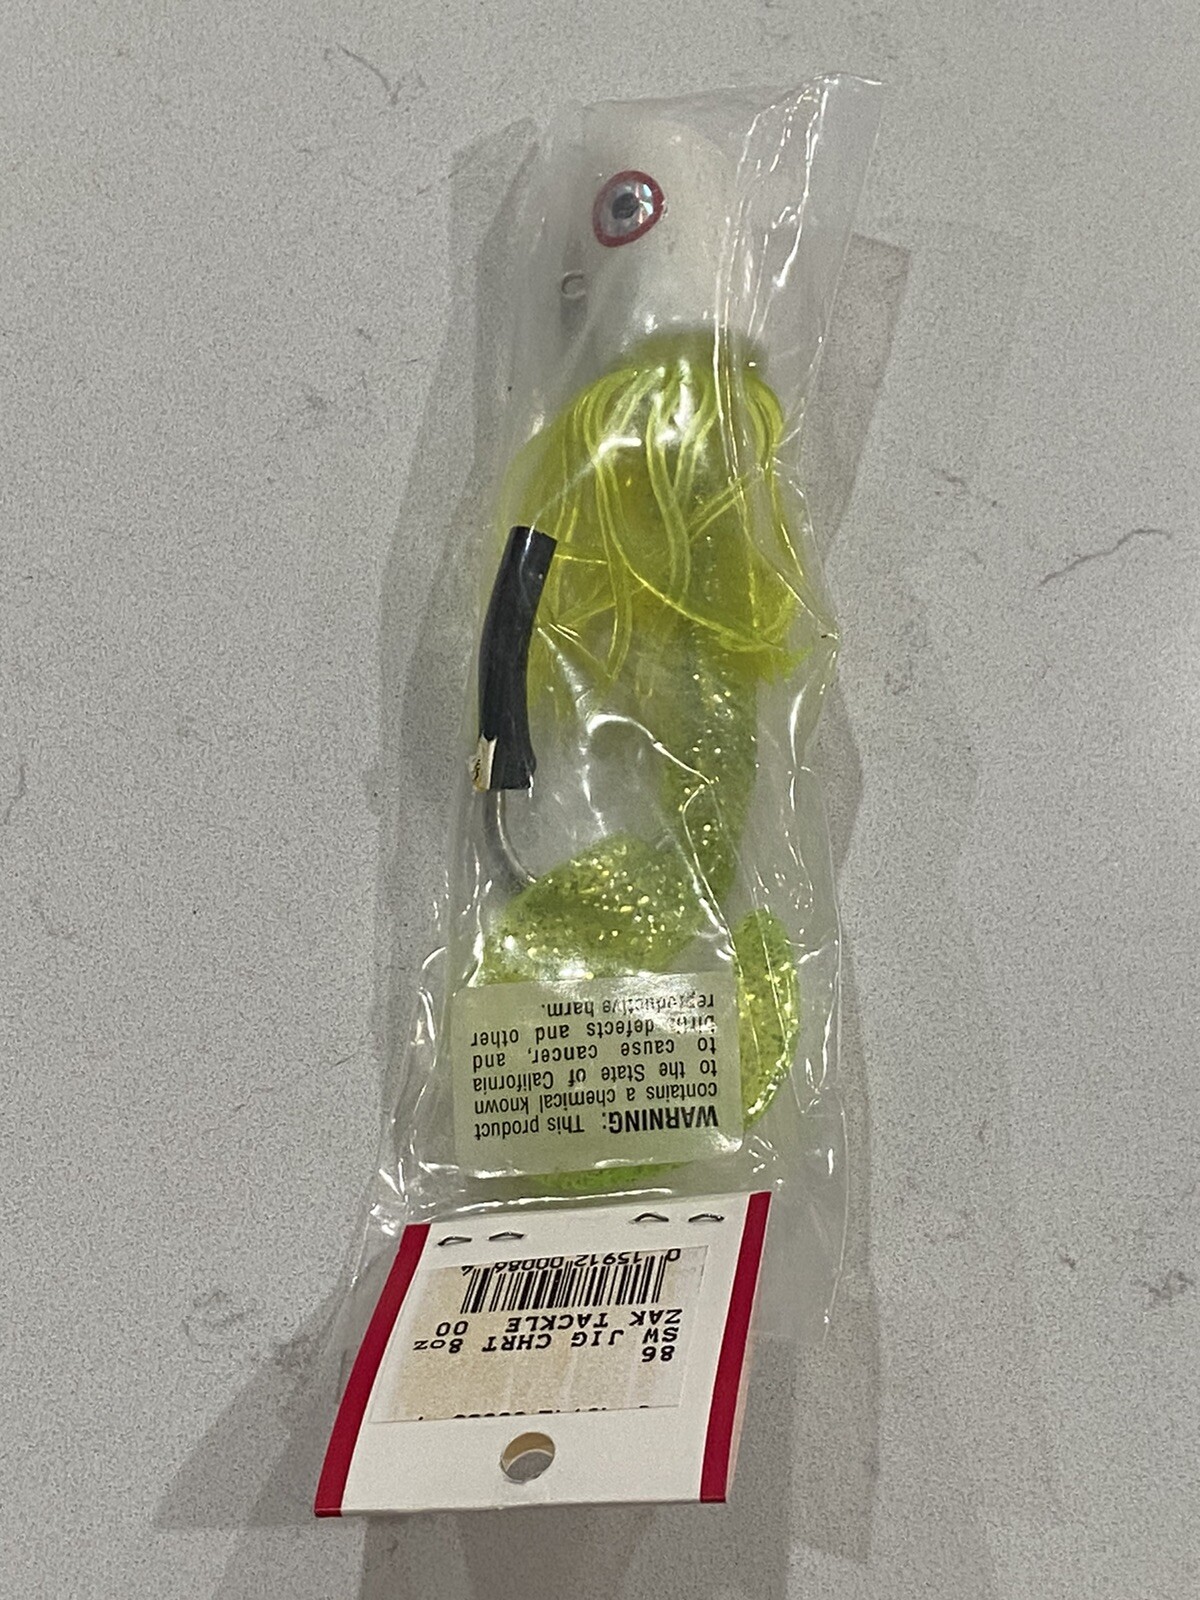 WARNING: This product
contains a chemical known
to the State of California
to cause cancer, and
birth defects and other
reproductive harm.
86
SW JIG CHRT 8oz
ZAK TACKLE 00
0 15912 00086 4